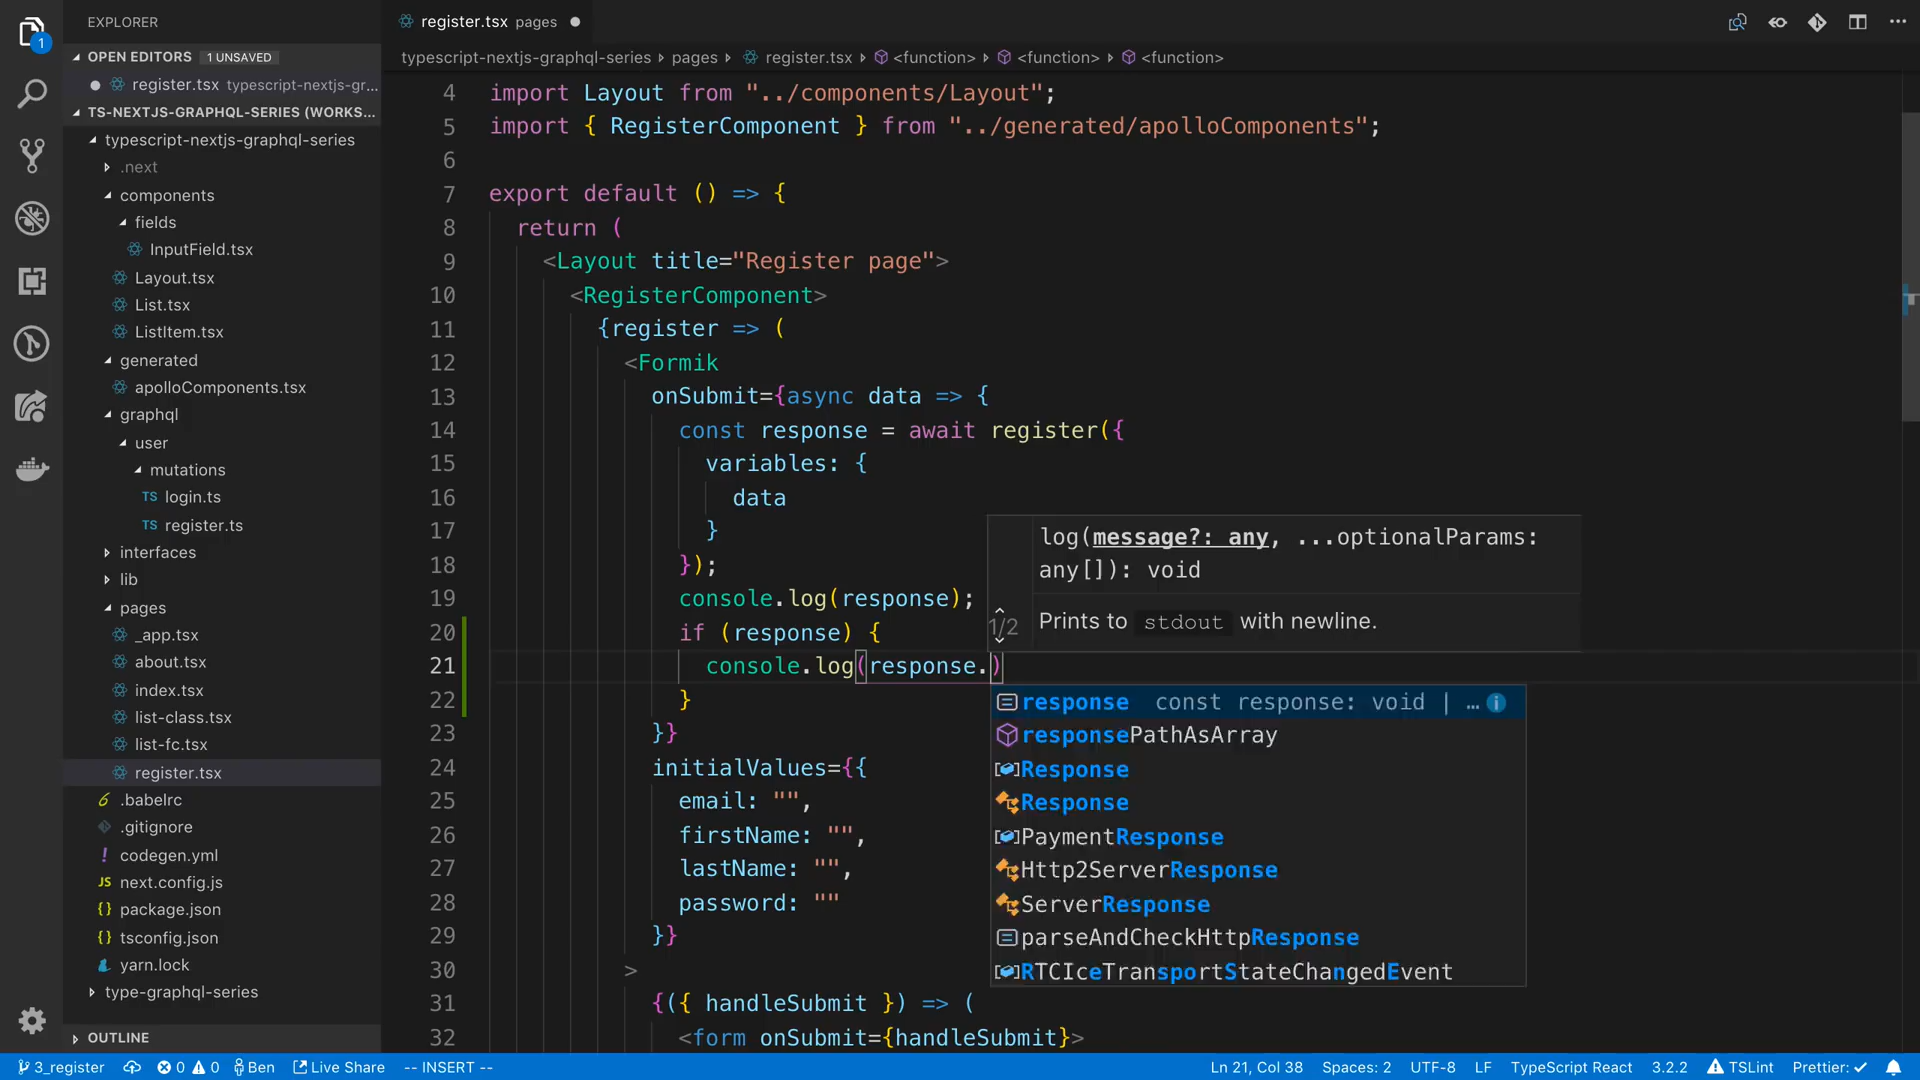 EXPLORER
OPEN EDITORS 1 UNSAVED
register.tsx typescript-nextjs-gr...
TS-NEXTJS-GRAPHQL-SERIES (WORKS...
typescript-nextjs-graphql-series
.next
components
fields
InputField.tsx
Layout.tsx
List.tsx
ListItem.tsx
generated
apolloComponents.tsx
graphql
user
mutations
TS login.ts
TS register.ts
interfaces
lib
pages
_app.tsx
about.tsx
index.tsx
list-class.tsx
list-fc.tsx
register.tsx
.babelrc
.gitignore
! codegen.yml
JS next.config.js
{} package.json
{} tsconfig.json
yarn.lock
type-graphql-series
OUTLINE
1
register.tsx pages
typescript-nextjs-graphql-series pages register.tsx <function> <function> <function>
4 import Layout from "../components/Layout";
5 import { RegisterComponent } from "../generated/apolloComponents";
6
7 export default () => {
8 return (
9 <Layout title="Register page">
10 <RegisterComponent>
11 {register => (
12 <Formik
13 onSubmit={async data => {
14 const response = await register({
15 variables: {
16 data
17 }
18 });
19 console.log(response);
20 if (response) {
21 console.log(response.)
22 }
23 }}
24 initialValues={{
25 email: "",
26 firstName: "",
27 lastName: "",
28 password: ""
29 }}
30 >
31 {({ handleSubmit }) => (
32 <form onSubmit={handleSubmit}>
log(message?: any, ...optionalParams:
any[]): void
1/2 Prints to stdout with newline.
response const response: void | …
responsePathAsArray
Response
Response
PaymentResponse
Http2ServerResponse
ServerResponse
parseAndCheckHttpResponse
RTCIceTransportStateChangedEvent
3_register 0 0 Ben Live Share -- INSERT -- Ln 21, Col 38 Spaces: 2 UTF-8 LF TypeScript React 3.2.2 TSLint Prettier: ✓